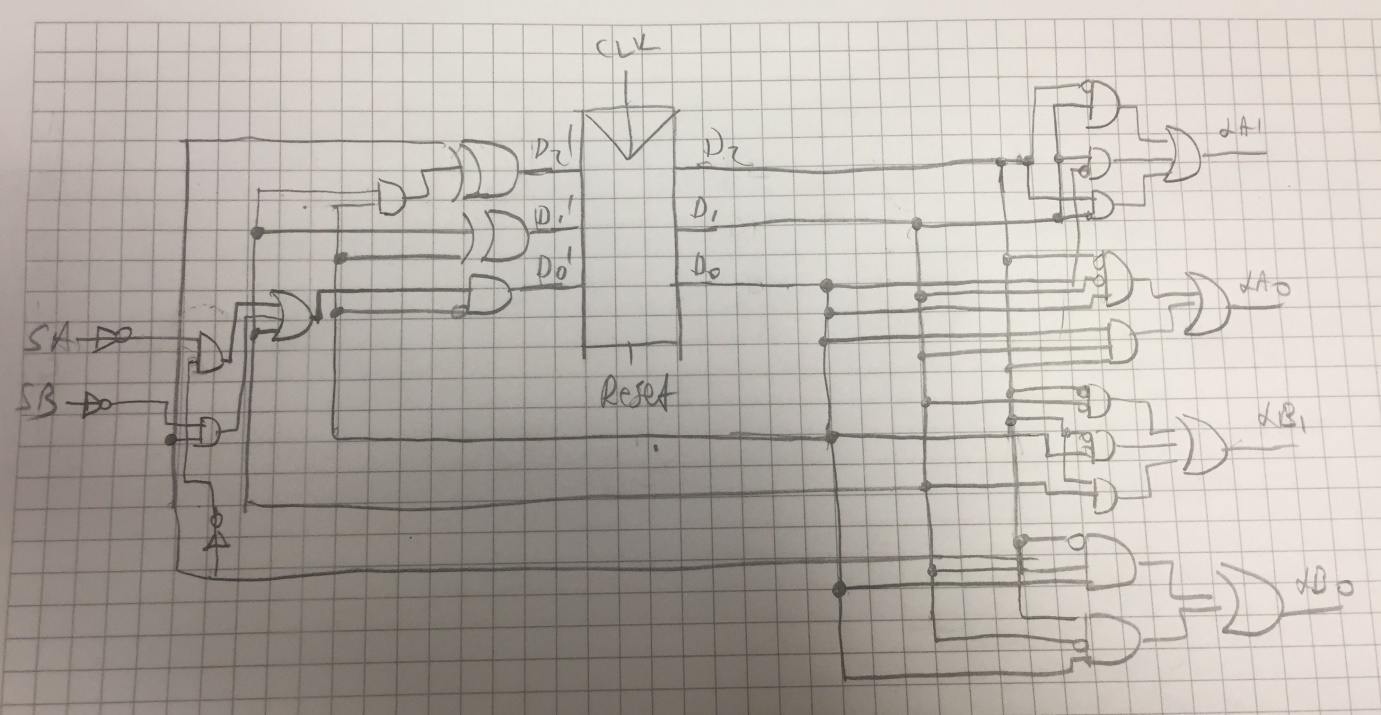 CLK
D2'
D2
LA1
D1'
D1
D0'
D0
LA0
SA
Reset
SB
LB1
LB0